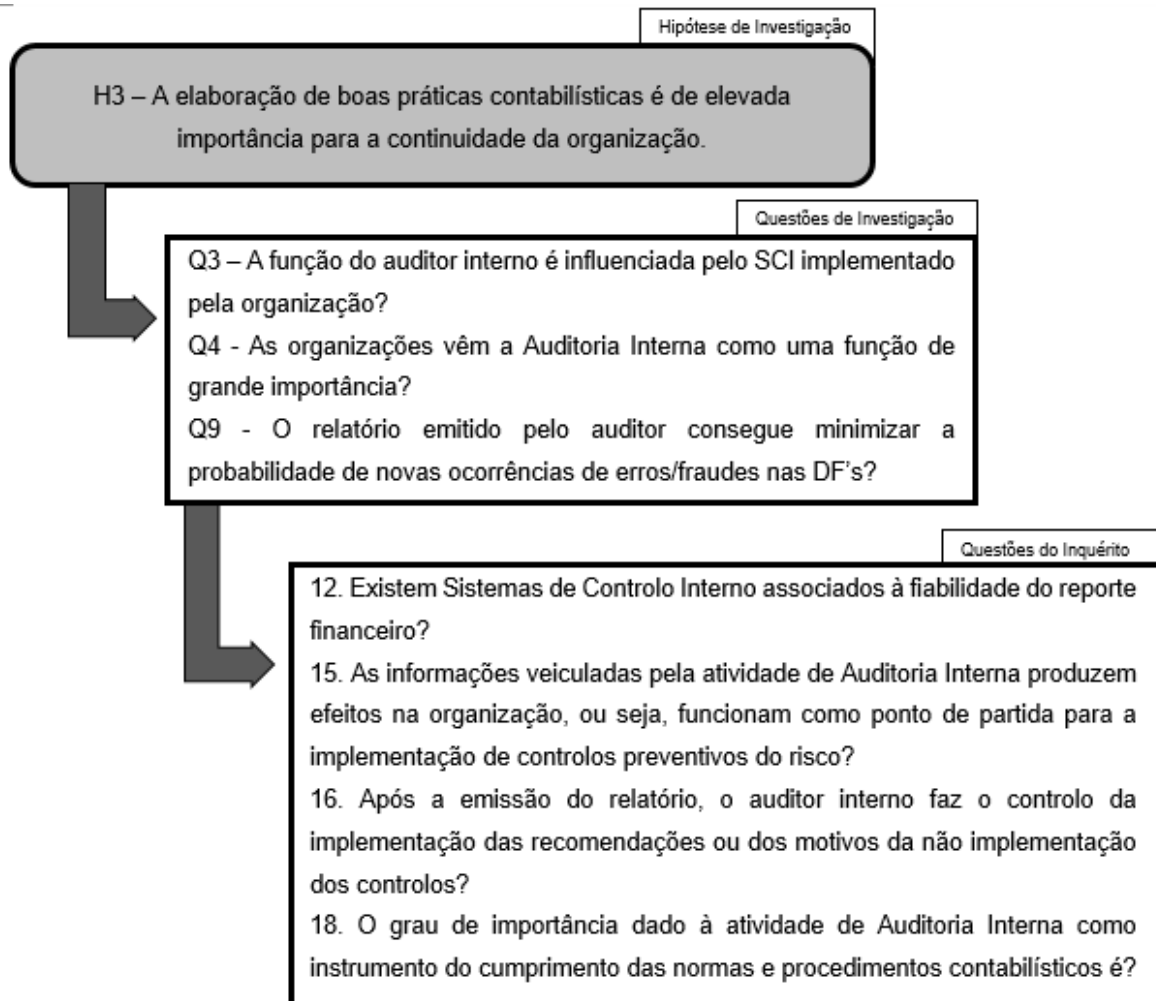 Hipótese de Investigação
H3 – A elaboração de boas práticas contabilísticas é de elevada
importância para a continuidade da organização.
Questões de Investigação
Q3 – A função do auditor interno é influenciada pelo SCI implementado
pela organização?
Q4 - As organizações vêm a Auditoria Interna como uma função de
grande importância?
Q9 - O relatório emitido pelo auditor consegue minimizar a
probabilidade de novas ocorrências de erros/fraudes nas DF's?
Questões do Inquérito
12. Existem Sistemas de Controlo Interno associados à fiabilidade do reporte
financeiro?
15. As informações veiculadas pela atividade de Auditoria Interna produzem
efeitos na organização, ou seja, funcionam como ponto de partida para a
implementação de controlos preventivos do risco?
16. Após a emissão do relatório, o auditor interno faz o controlo da
implementação das recomendações ou dos motivos da não implementação
dos controlos?
18. O grau de importância dado à atividade de Auditoria Interna como
instrumento do cumprimento das normas e procedimentos contabilísticos é?